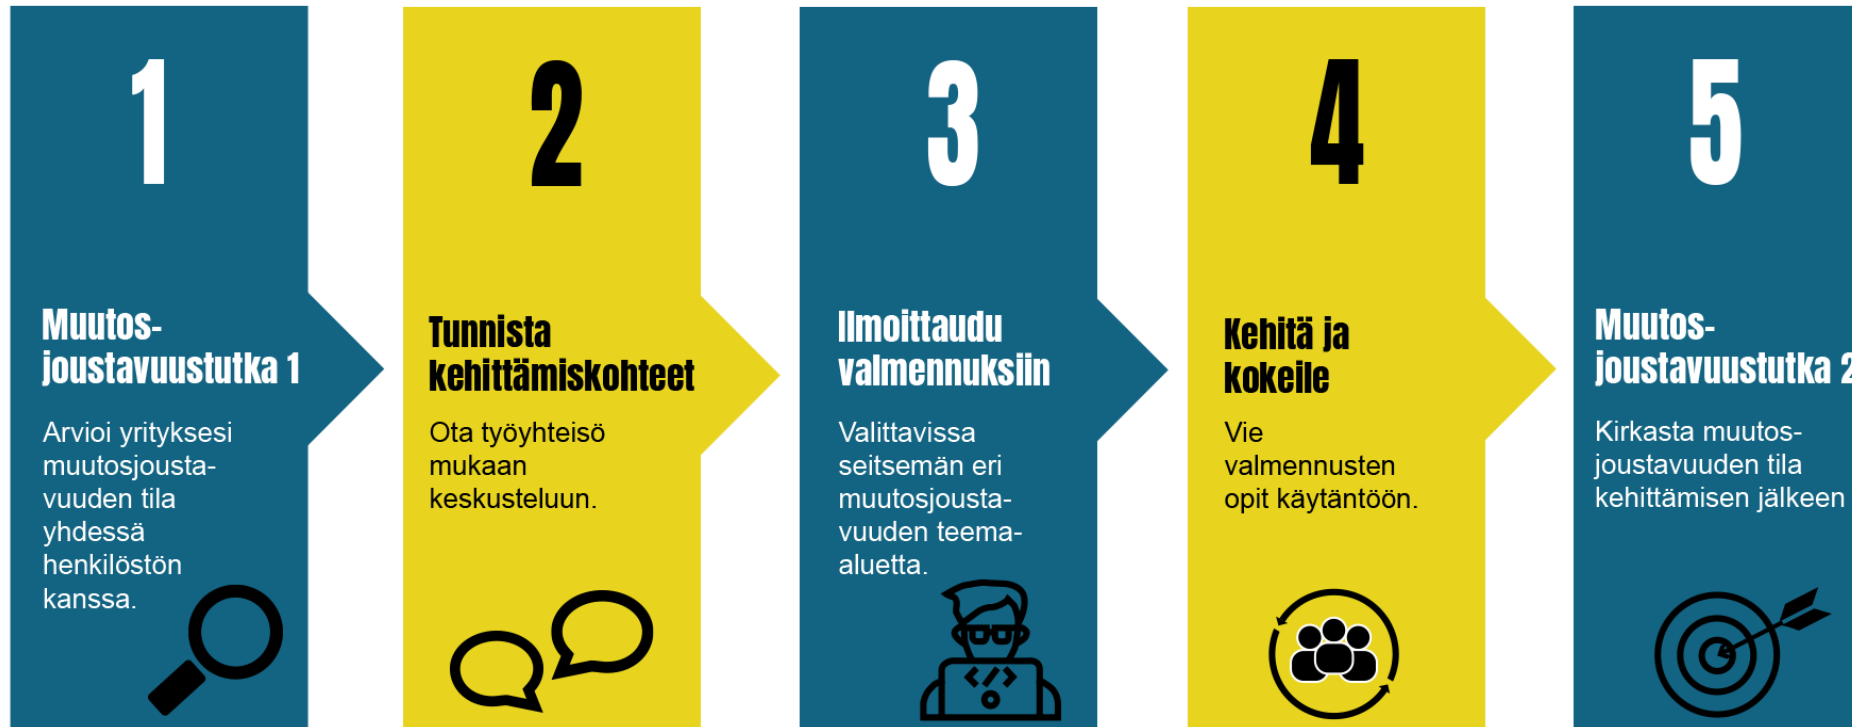 1
Muutos-
joustavuustutka 1
Arvioi yrityksesi
muutosjousta-
vuuden tila
yhdessä
henkilöstön
kanssa.
2
Tunnista
kehittämiskohteet
Ota työyhteisö
mukaan
keskusteluun.
3
Ilmoittaudu
valmennuksiin
Valittavissa
seitsemän eri
muutosjousta-
vuuden teema-
aluetta.
</>
4
Kehitä ja
kokeile
Vie
valmennusten
opit käytäntöön.
5
Muutos-
joustavuustutka 2
Kirkasta muutos-
joustavuuden tila
kehittämisen jälkeen